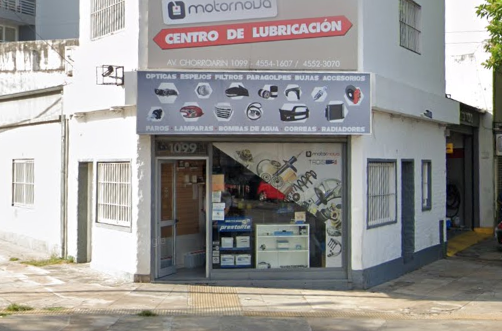 motornova
CENTRO DE LUBRICACIÓN
AV. CHORROARIN 1099 - 4554-1607 / 4552-3070
OPTICAS ESPEJOS FILTROS PARAGOLPES BUJIAS ACCESORIOS
FAROS LAMPARAS BOMBAS DE AGUA CORREAS RADIADORES
1099
prestolite